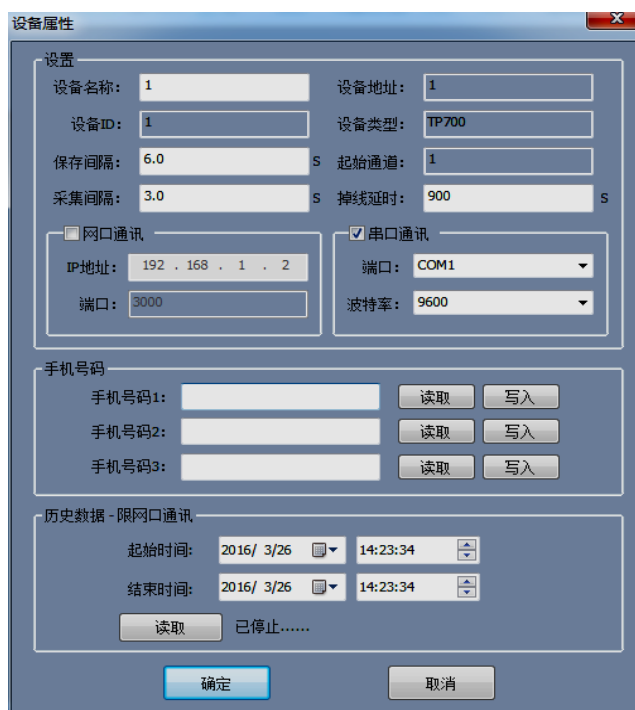 设备属性
设置
设备名称： 1 设备地址： 1
设备ID： 1 设备类型： TP700
保存间隔： 6.0 s 起始通道： 1
采集间隔： 3.0 s 掉线延时： 900 s
网口通讯 串口通讯
IP地址： 192 . 168 . 1 . 2 端口： COM1
端口： 3000 波特率： 9600
手机号码
手机号码1： 读取 写入
手机号码2： 读取 写入
手机号码3： 读取 写入
历史数据-限网口通讯
起始时间： 2016/ 3/26 14:23:34
结束时间： 2016/ 3/26 14:23:34
读取 已停止......
确定 取消